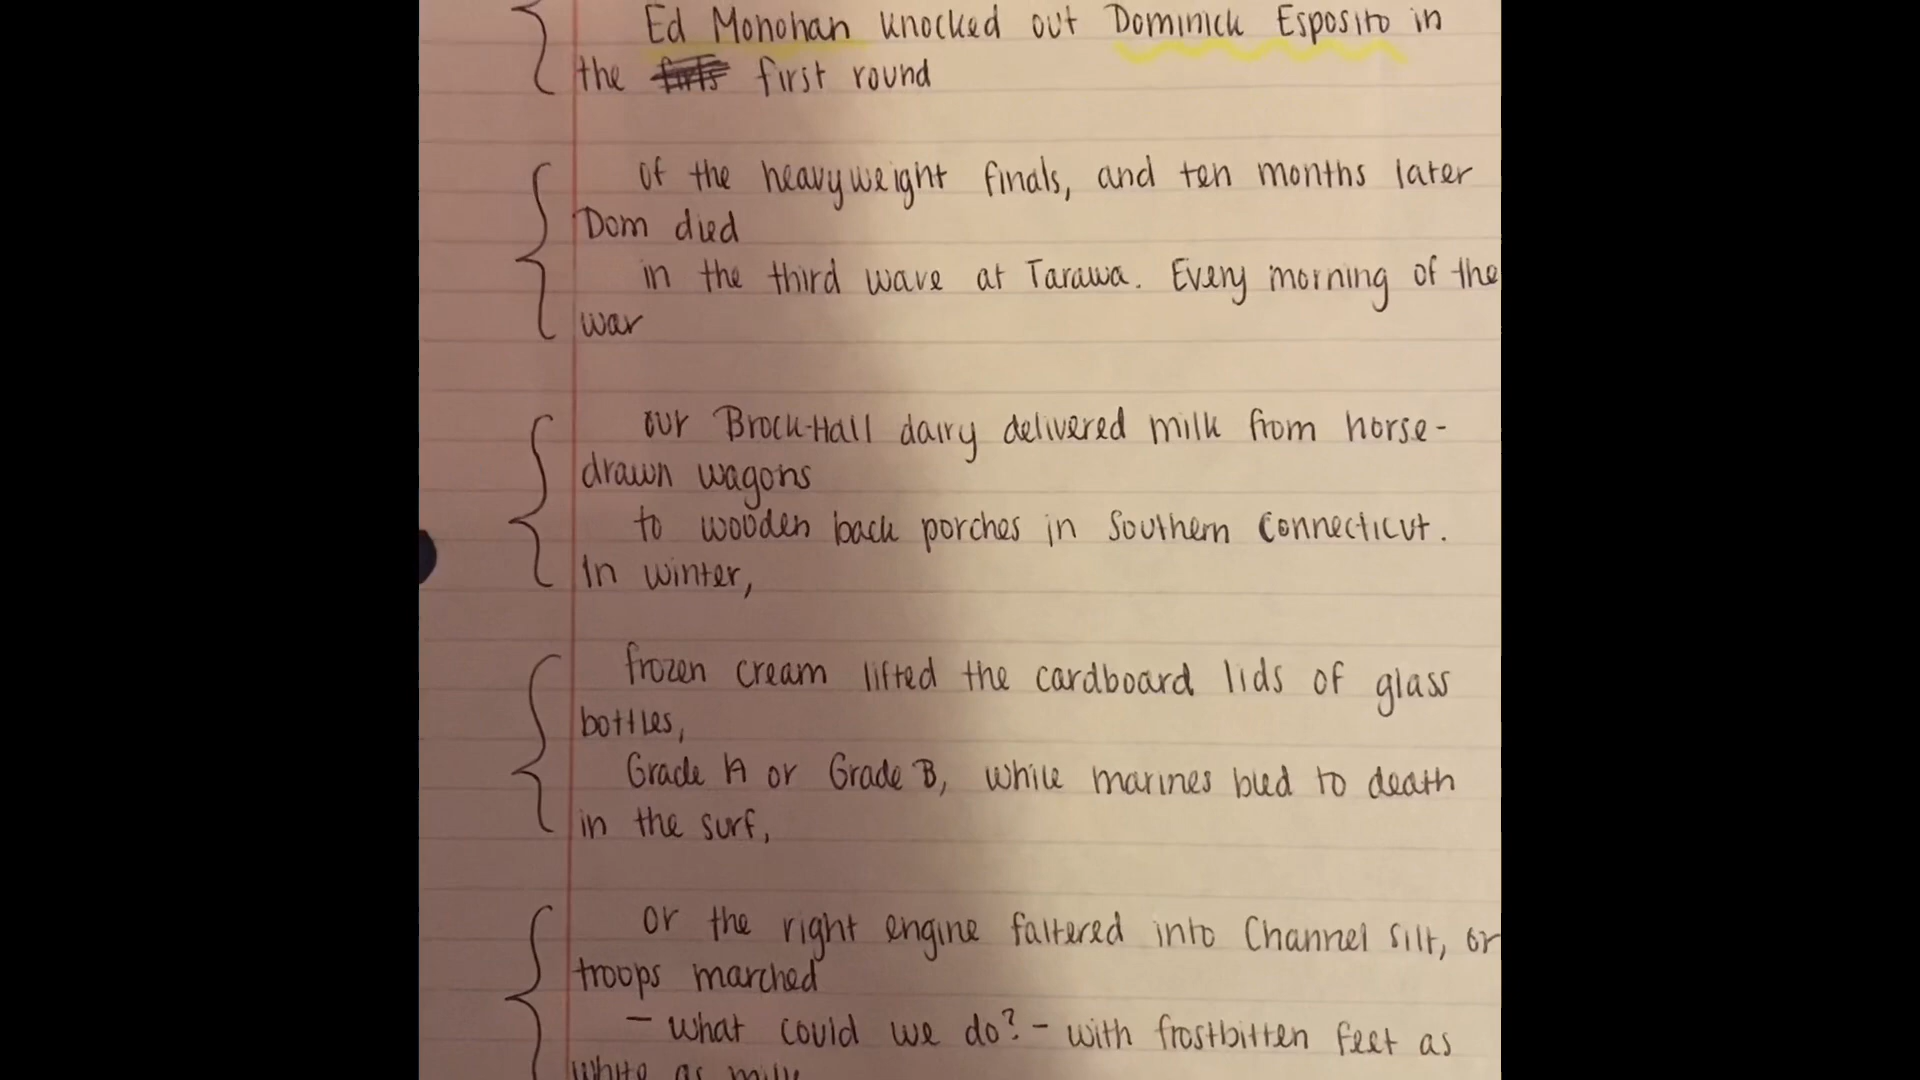 Ed Monohan knocked out Dominick Esposito in
the first round
of the heavyweight finals, and ten months later
Dom died
in the third wave at Tarawa. Every morning of the
war
our Brock-Hall dairy delivered milk from horse-
drawn wagons
to wooden back porches in Southern Connecticut.
In winter,
frozen cream lifted the cardboard lids of glass
bottles,
Grade A or Grade B, while marines bled to death
in the surf,
or the right engine faltered into Channel silt, or
troops marched
- what could we do? - with frostbitten feet as
white as milk